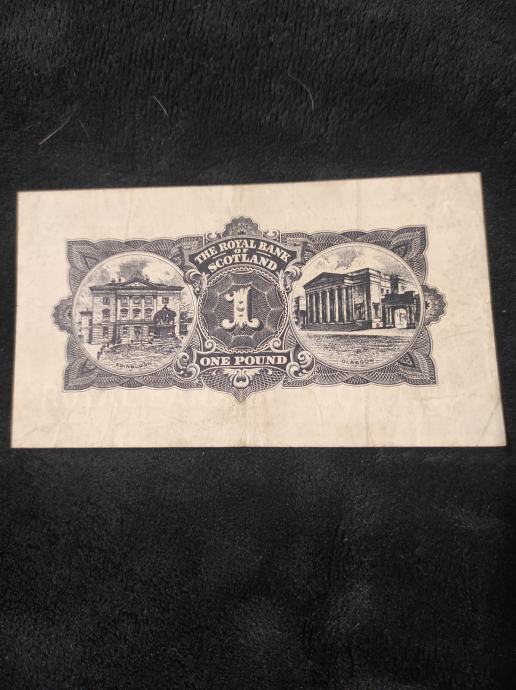 THE ROYAL BANK
OF
SCOTLAND
1
ONE POUND
EDINBURGH
GLASGOW